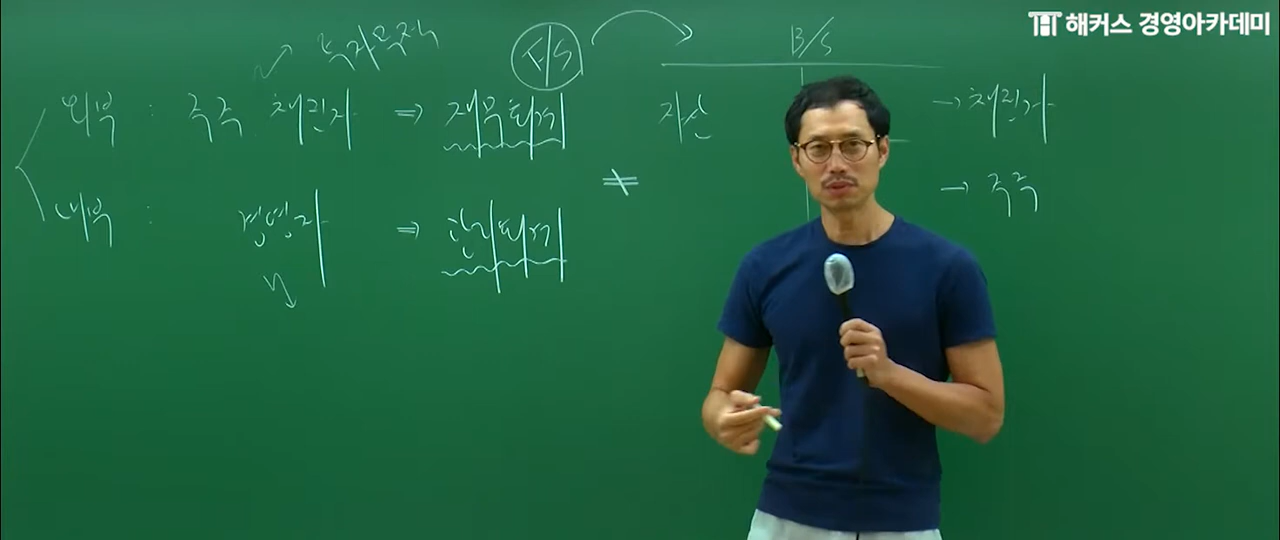 해커스 경영아카데미
투자의사결정
F/S
B/S
외부 : 주주 채권자 ⇒ 재무회계
자산
→ 채권자
≠
→ 주주
내부 : 경영자 ⇒ 관리회계